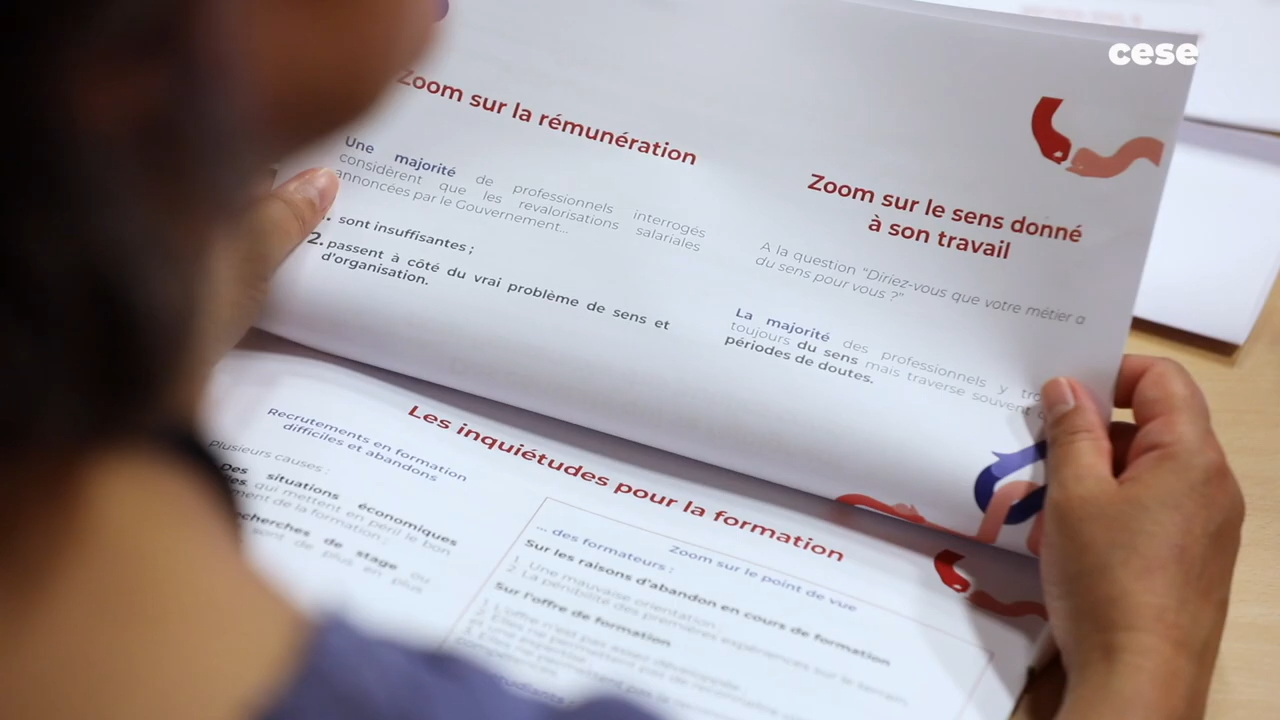 cese
Zoom sur la rémunération
Une majorité de professionnels interrogés
considèrent que les revalorisations salariales
annoncées par le Gouvernement...
1. sont insuffisantes ;
2. passent à côté du vrai problème de sens et
d'organisation.
Zoom sur le sens donné
à son travail
A la question "Diriez-vous que votre métier a
du sens pour vous ?"
La majorité des professionnels y
toujours du sens mais traverse souvent
périodes de doutes.
Les inquiétudes pour la formation
Recrutements en formation
difficiles et abandons
Plusieurs causes :
Des situations économiques
qui mettent en péril le bon
de la formation ;
de stage ou
sont de plus en plus
Zoom sur le point de vue
... des formateurs :
Sur les raisons d'abandon en cours de formation
1. Une mauvaise orientation ;
2. La pénibilité des premières expériences sur le terrain.
Sur l'offre de formation